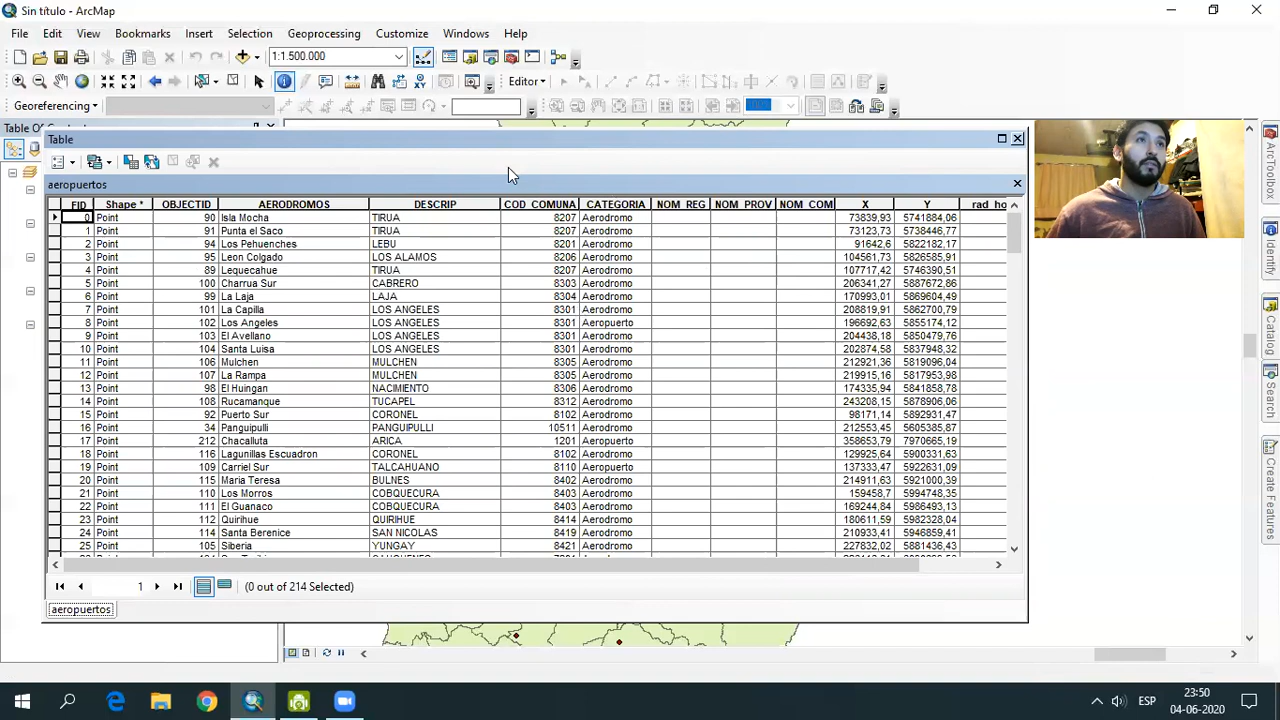 Sin título - ArcMap
File Edit View Bookmarks Insert Selection Geoprocessing Customize Windows Help
1:1.500.000
Editor
Georeferencing
Table
aeropuertos
FID Shape * OBJECTID AERODROMOS DESCRIP COD_COMUNA CATEGORIA NOM_REG NOM_PROV NOM_COM X Y
0 Point 90 Isla Mocha TIRUA 8207 Aerodromo 73839,93 5741884,06
1 Point 91 Punta el Saco TIRUA 8207 Aerodromo 73123,73 5738446,77
2 Point 94 Los Pehuenches LEBU 8201 Aerodromo 91642,6 5822182,17
3 Point 95 Leon Colgado LOS ALAMOS 8206 Aerodromo 104561,73 5826585,91
4 Point 89 Lequecahue TIRUA 8207 Aerodromo 107717,42 5746390,51
5 Point 100 Charrua Sur CABRERO 8303 Aerodromo 206341,27 5887672,86
6 Point 99 La Laja LAJA 8304 Aerodromo 170993,01 5869604,49
7 Point 101 La Capilla LOS ANGELES 8301 Aerodromo 208819,91 5862700,79
8 Point 102 Los Angeles LOS ANGELES 8301 Aeropuerto 196692,63 5855174,12
9 Point 103 El Avellano LOS ANGELES 8301 Aerodromo 204438,18 5850479,76
10 Point 104 Santa Luisa LOS ANGELES 8301 Aerodromo 202874,58 5837948,32
11 Point 106 Mulchen MULCHEN 8305 Aerodromo 212921,36 5819096,04
12 Point 107 La Rampa MULCHEN 8305 Aerodromo 219915,16 5817953,98
13 Point 98 El Huingan NACIMIENTO 8306 Aerodromo 174335,94 5841858,78
14 Point 108 Rucamanque TUCAPEL 8312 Aerodromo 243208,15 5878906,06
15 Point 92 Puerto Sur CORONEL 8102 Aerodromo 98171,14 5892931,47
16 Point 34 Panguipulli PANGUIPULLI 10511 Aerodromo 212553,45 5605385,87
17 Point 212 Chacalluta ARICA 1201 Aeropuerto 358653,79 7970665,19
18 Point 116 Lagunillas Escuadron CORONEL 8102 Aerodromo 129925,64 5900331,63
19 Point 109 Carriel Sur TALCAHUANO 8110 Aeropuerto 137333,47 5922631,09
20 Point 115 Maria Teresa BULNES 8402 Aerodromo 214911,63 5921000,39
21 Point 110 Los Morros COBQUECURA 8403 Aerodromo 159458,7 5994748,35
22 Point 111 El Guanaco COBQUECURA 8403 Aerodromo 169244,84 5986493,13
23 Point 112 Quirihue QUIRIHUE 8414 Aerodromo 180611,59 5982328,04
24 Point 114 Santa Berenice SAN NICOLAS 8419 Aerodromo 210933,41 5952248,01
25 Point 105 Siberia YUNGAY 8421 Aerodromo 227832,02 5881436,43
1 (0 out of 214 Selected)
aeropuertos
ArcToolbox
Identify
Catalog
Search
Create Features
ESP
23:50
04-06-2020